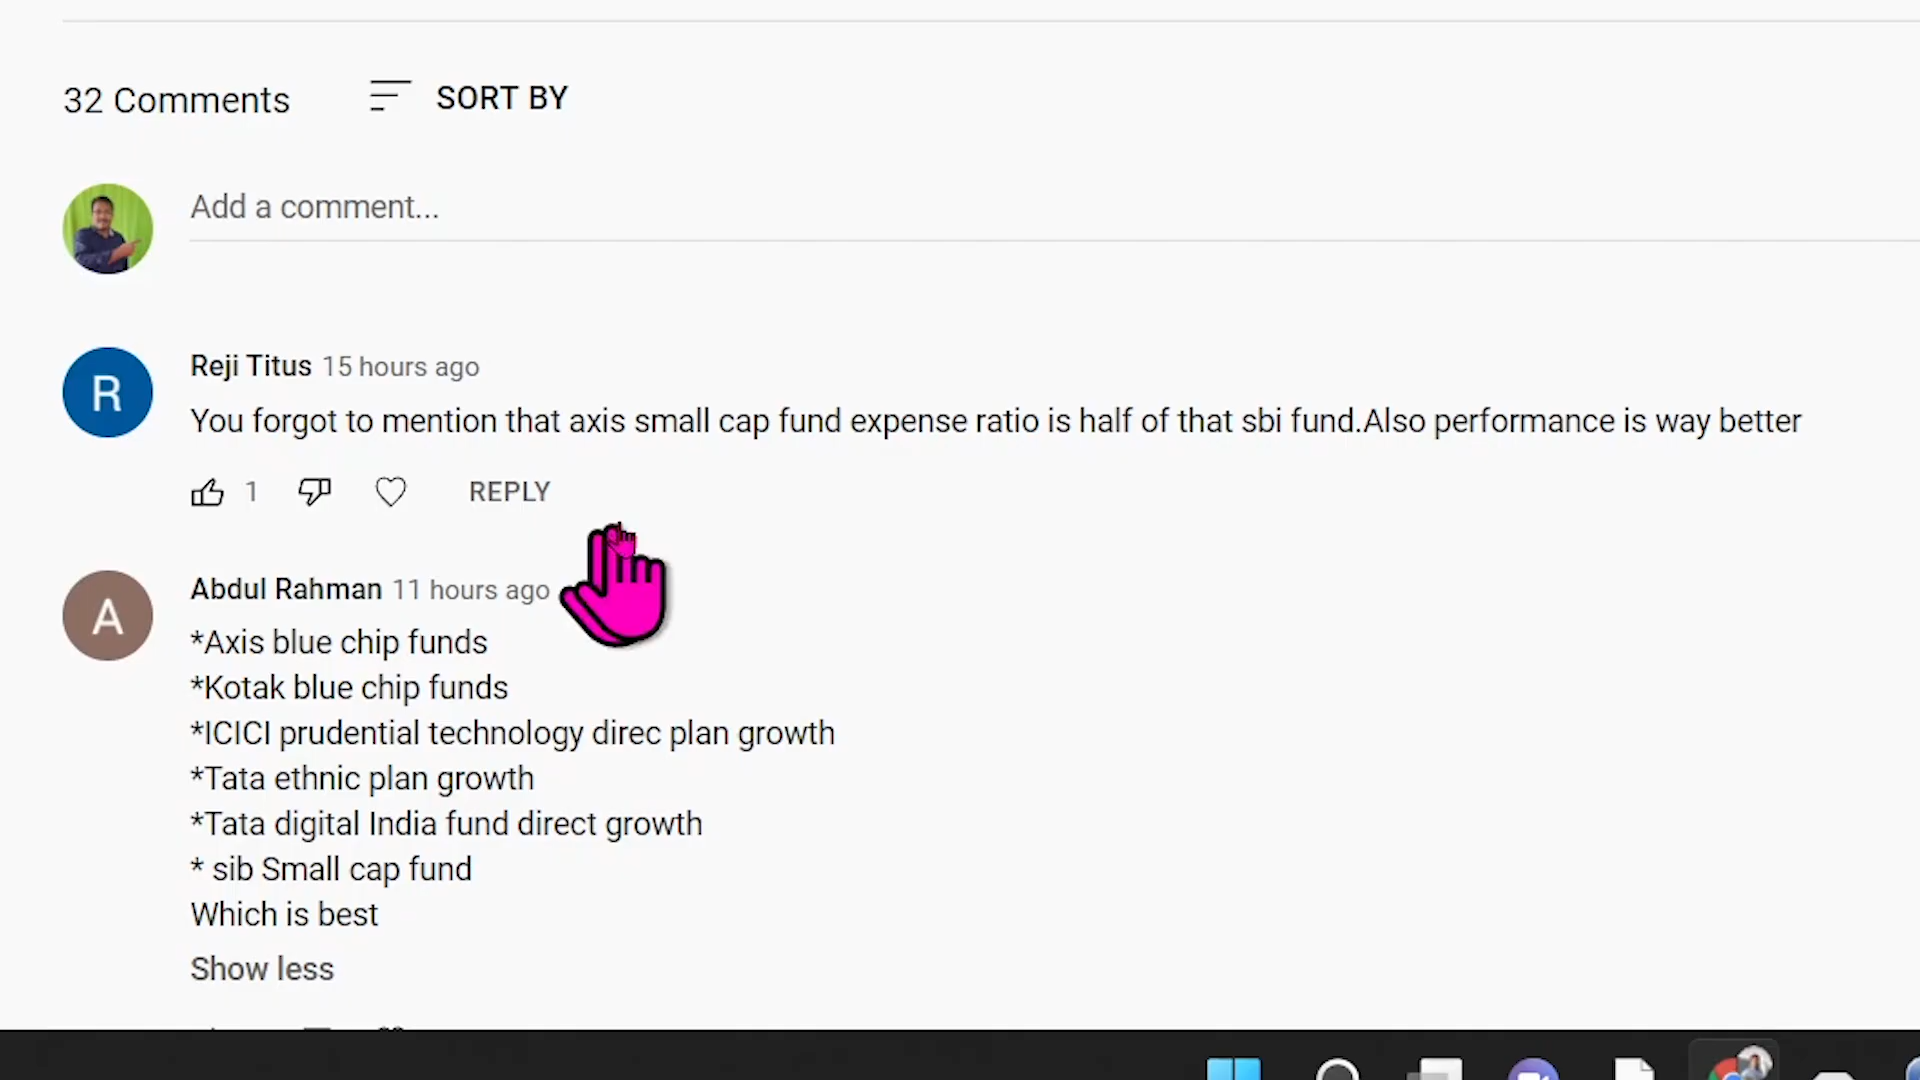 32 Comments
SORT BY
Add a comment...
R
Reji Titus 15 hours ago
You forgot to mention that axis small cap fund expense ratio is half of that sbi fund.Also performance is way better
1
REPLY
A
Abdul Rahman 11 hours ago
*Axis blue chip funds
*Kotak blue chip funds
*ICICI prudential technology direc plan growth
*Tata ethnic plan growth
*Tata digital India fund direct growth
* sib Small cap fund
Which is best
Show less